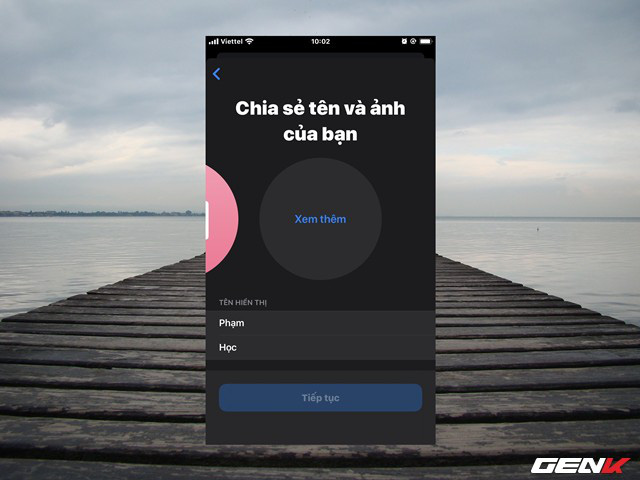 Viettel
10:02
Chia sẻ tên và ảnh
của bạn
Xem thêm
TÊN HIỂN THỊ
Phạm
Học
Tiếp tục
GENK